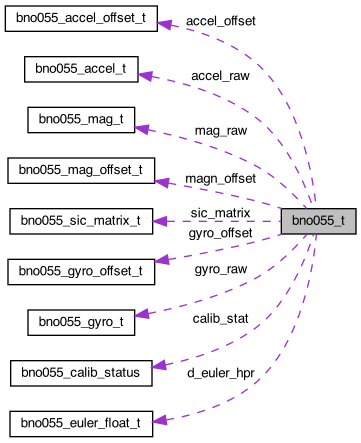 bno055_accel_offset_t
accel_offset
bno055_accel_t
accel_raw
bno055_mag_t
mag_raw
bno055_mag_offset_t
magn_offset
bno055_sic_matrix_t
sic_matrix
bno055_t
gyro_offset
bno055_gyro_offset_t
gyro_raw
bno055_gyro_t
calib_stat
bno055_calib_status
d_euler_hpr
bno055_euler_float_t